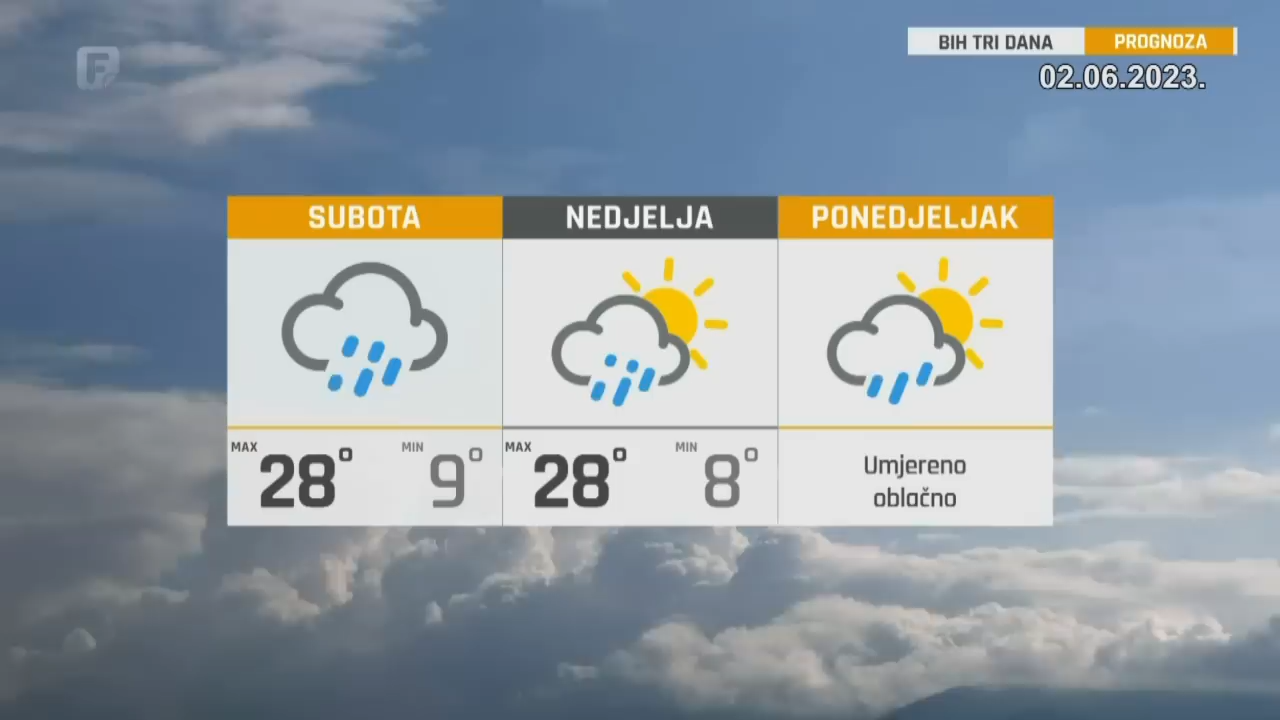 F
BIH TRI DANA PROGNOZA
02.06.2023.
SUBOTA NEDJELJA PONEDJELJAK
MAX 28° MIN 9° MAX 28° MIN 8°
Umjereno
oblačno